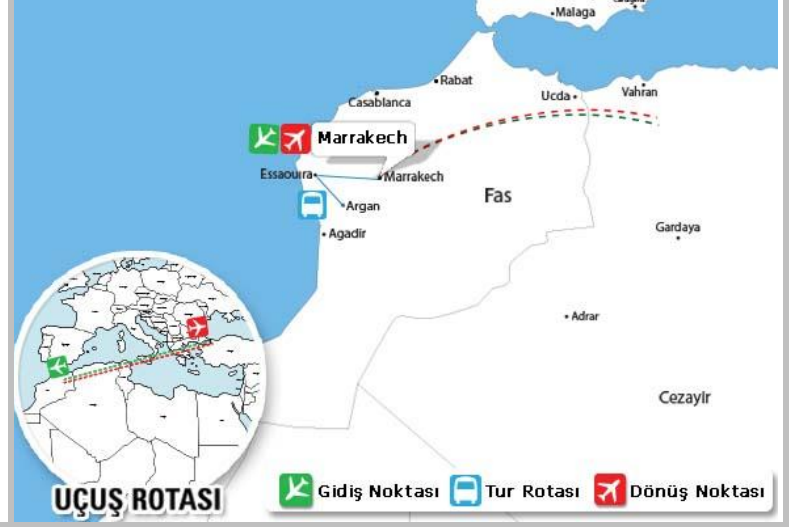 Malaga
Rabat
Casablanca
Ucda
Vahran
Marrakech
Essaouıra
Marrakech
Argan
Fas
Agadir
Gardaya
Adrar
Cezayir
UÇUŞ ROTASI
Gidiş Noktası
Tur Rotası
Dönüş Noktası